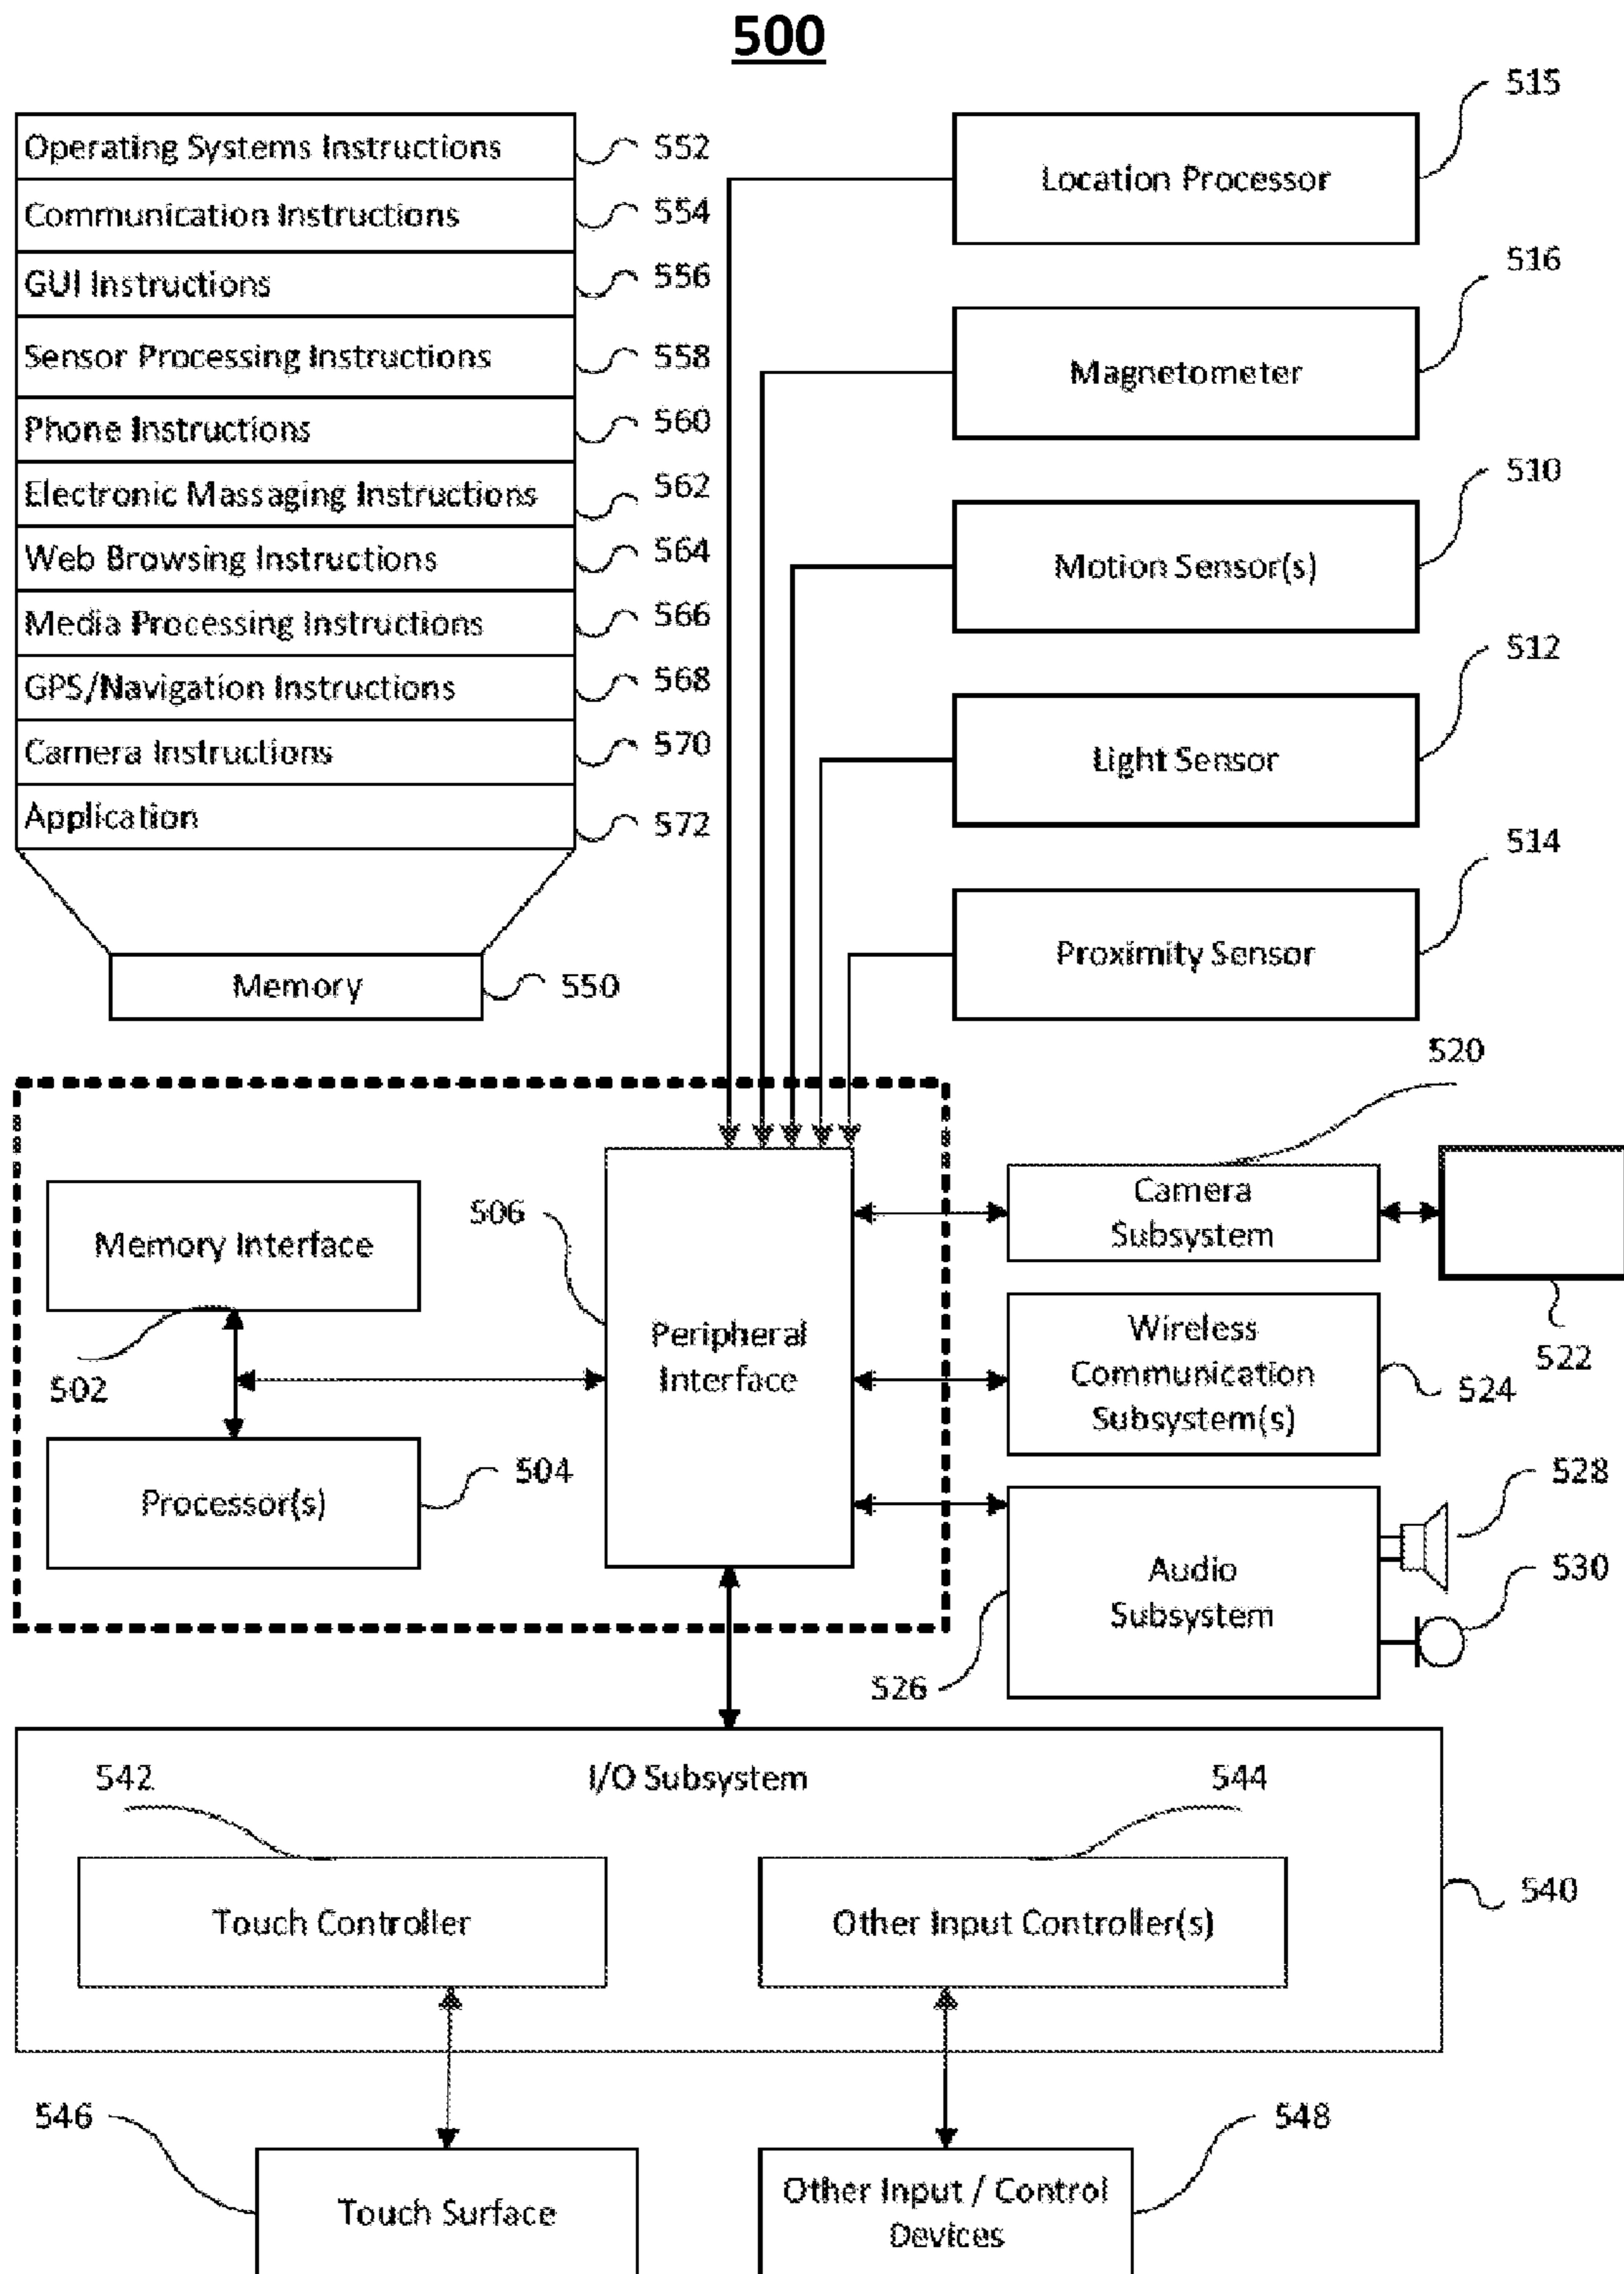 500
Operating Systems Instructions 552
Communication Instructions 554
GUI Instructions 556
Sensor Processing Instructions 558
Phone Instructions 560
Electronic Massaging Instructions 562
Web Browsing Instructions 564
Media Processing Instructions 566
GPS/Navigation Instructions 568
Camera Instructions 570
Application 572
Memory 550
Location Processor 515
Magnetometer 516
Motion Sensor(s) 510
Light Sensor 512
Proximity Sensor 514
Memory Interface
502
Processor(s) 504
506
Peripheral
Interface
520
Camera
Subsystem
522
Wireless
Communication
Subsystem(s)
524
Audio
Subsystem
526
528
530
I/O Subsystem
540
542
Touch Controller
544
Other Input Controller(s)
546
Touch Surface
548
Other Input / Control
Devices